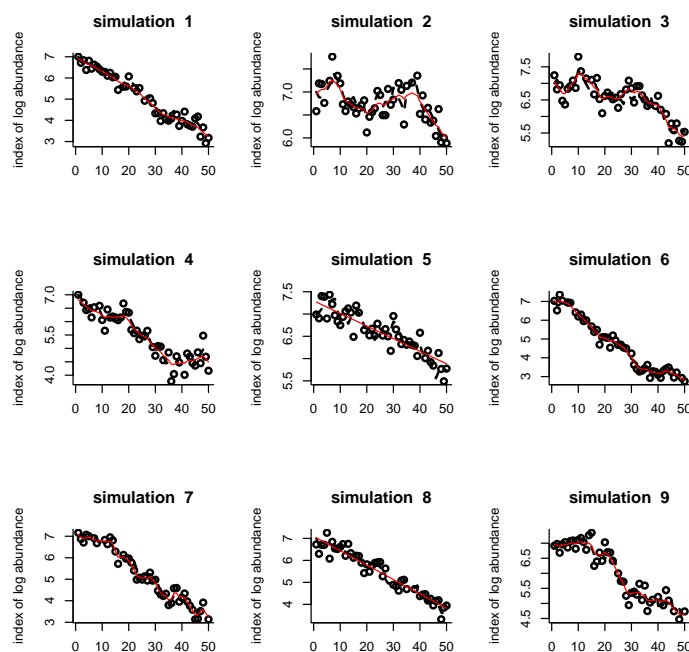 simulation 1
index of log abundance
7
6
5
4
3
0 10 20 30 40 50
simulation 2
index of log abundance
7.0
6.0
0 10 20 30 40 50
simulation 3
index of log abundance
7.5
6.5
5.5
0 10 20 30 40 50
simulation 4
index of log abundance
7.0
5.5
4.0
0 10 20 30 40 50
simulation 5
index of log abundance
7.5
6.5
5.5
0 10 20 30 40 50
simulation 6
index of log abundance
7
6
5
4
3
0 10 20 30 40 50
simulation 7
index of log abundance
7
6
5
4
3
0 10 20 30 40 50
simulation 8
index of log abundance
7
6
5
4
0 10 20 30 40 50
simulation 9
index of log abundance
6.5
5.5
4.5
0 10 20 30 40 50